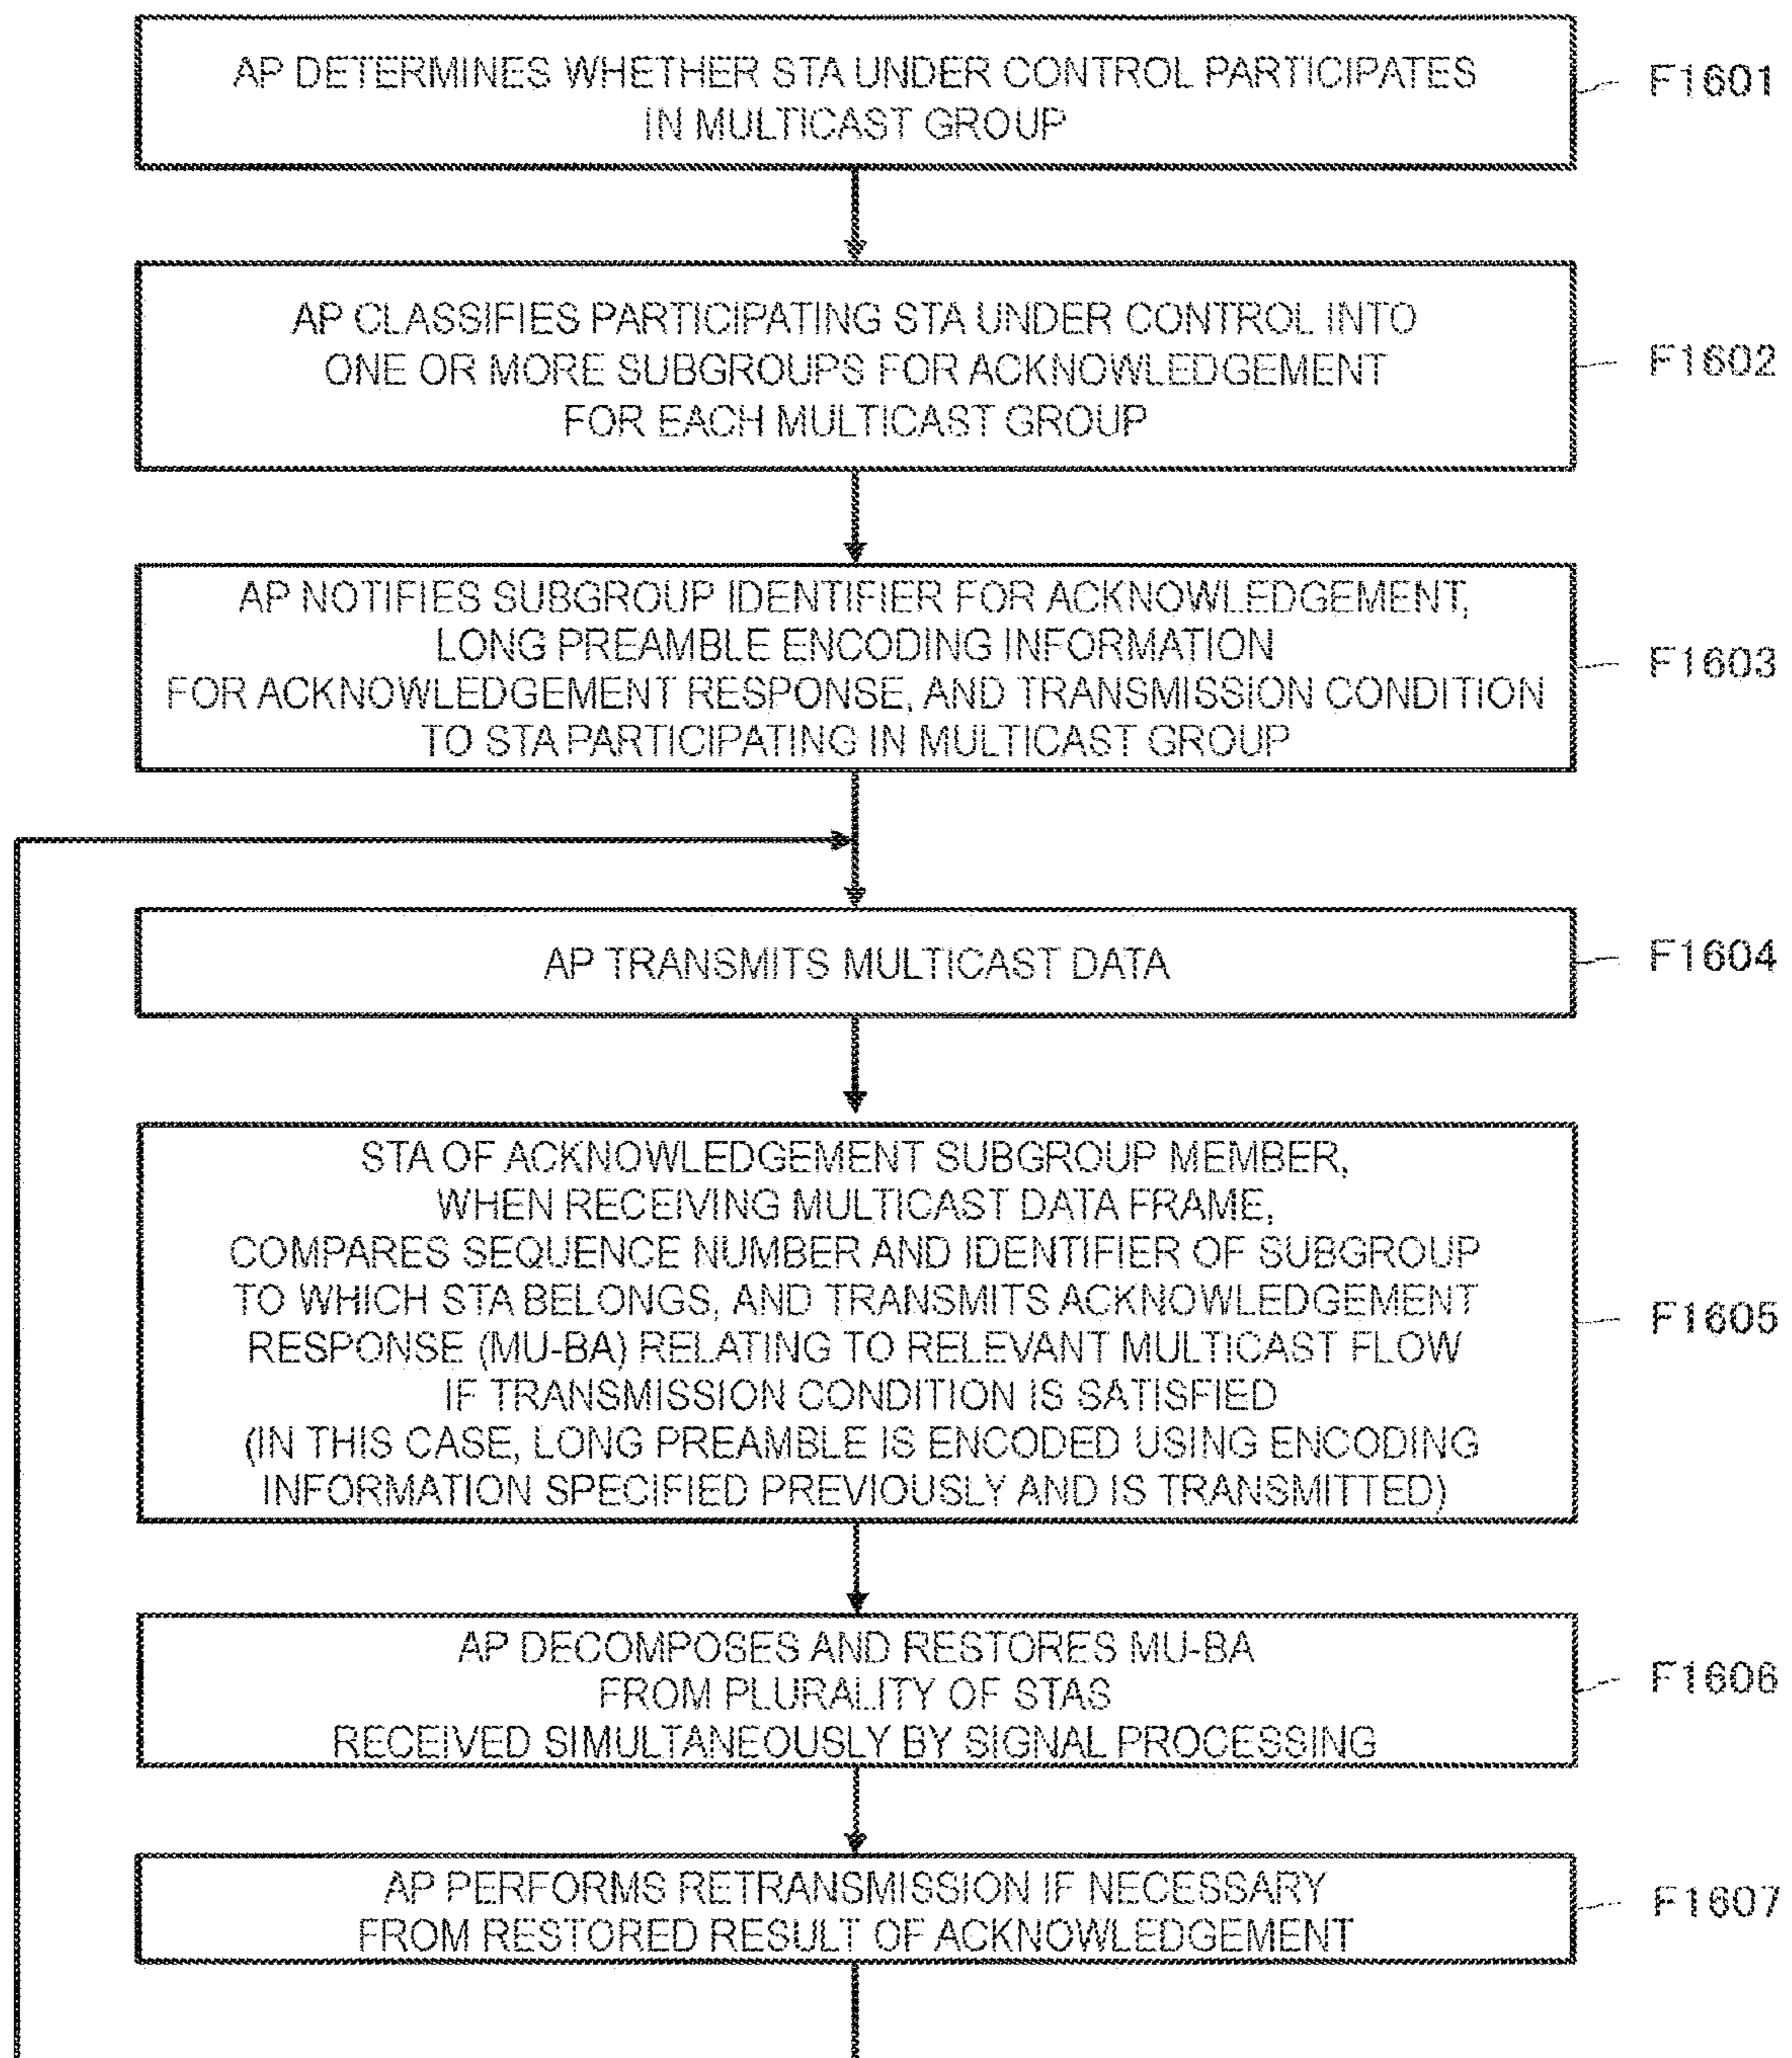 AP DETERMINES WHETHER STA UNDER CONTROL PARTICIPATES
IN MULTICAST GROUP
F1601
AP CLASSIFIES PARTICIPATING STA UNDER CONTROL INTO
ONE OR MORE SUBGROUPS FOR ACKNOWLEDGEMENT
FOR EACH MULTICAST GROUP
F1602
AP NOTIFIES SUBGROUP IDENTIFIER FOR ACKNOWLEDGEMENT,
LONG PREAMBLE ENCODING INFORMATION
FOR ACKNOWLEDGEMENT RESPONSE, AND TRANSMISSION CONDITION
TO STA PARTICIPATING IN MULTICAST GROUP
F1603
AP TRANSMITS MULTICAST DATA
F1604
STA OF ACKNOWLEDGEMENT SUBGROUP MEMBER,
WHEN RECEIVING MULTICAST DATA FRAME,
COMPARES SEQUENCE NUMBER AND IDENTIFIER OF SUBGROUP
TO WHICH STA BELONGS, AND TRANSMITS ACKNOWLEDGEMENT
RESPONSE (MU-BA) RELATING TO RELEVANT MULTICAST FLOW
IF TRANSMISSION CONDITION IS SATISFIED
(IN THIS CASE, LONG PREAMBLE IS ENCODED USING ENCODING
INFORMATION SPECIFIED PREVIOUSLY AND IS TRANSMITTED)
F1605
AP DECOMPOSES AND RESTORES MU-BA
FROM PLURALITY OF STAS
RECEIVED SIMULTANEOUSLY BY SIGNAL PROCESSING
F1606
AP PERFORMS RETRANSMISSION IF NECESSARY
FROM RESTORED RESULT OF ACKNOWLEDGEMENT
F1607